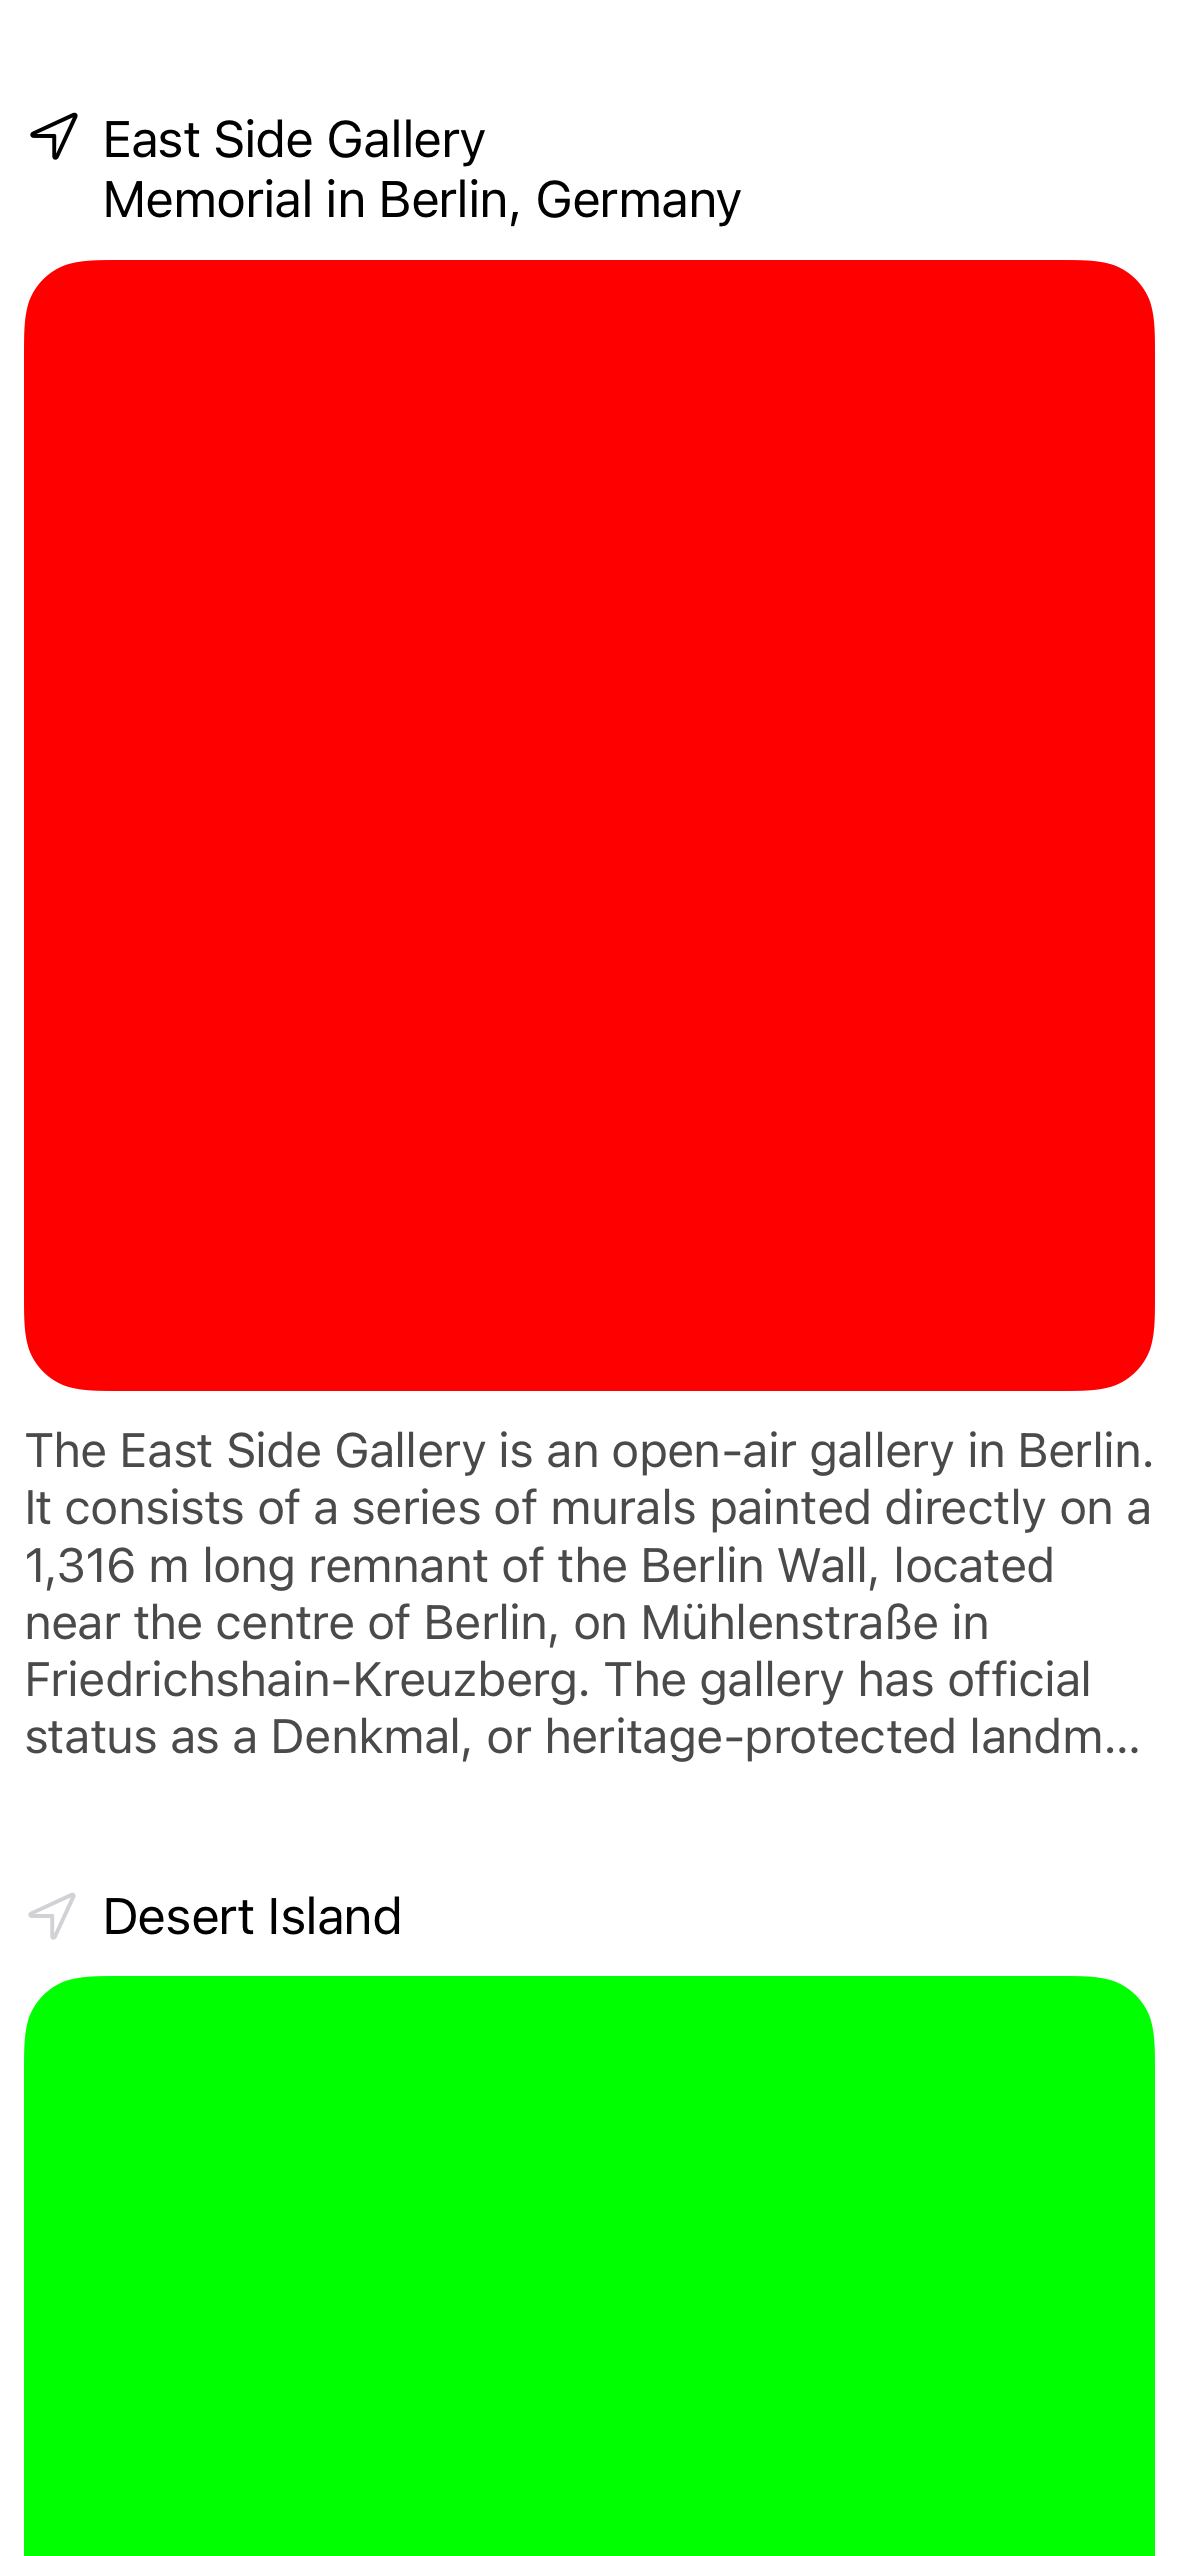 East Side Gallery
Memorial in Berlin, Germany
The East Side Gallery is an open-air gallery in Berlin.
It consists of a series of murals painted directly on a
1,316 m long remnant of the Berlin Wall, located
near the centre of Berlin, on Mühlenstraße in
Friedrichshain-Kreuzberg. The gallery has official
status as a Denkmal, or heritage-protected landm...
Desert Island